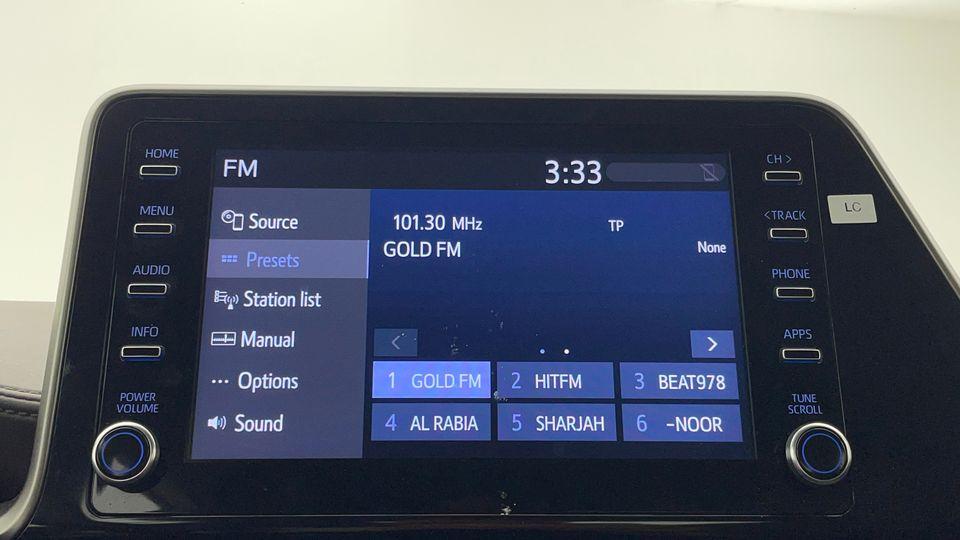 HOME
MENU
AUDIO
INFO
POWER
VOLUME
FM
3:33
Source
Presets
Station list
Manual
Options
Sound
101.30 MHz
TP
GOLD FM
None
<
>
1 GOLD FM
2 HITFM
3 BEAT978
4 AL RABIA
5 SHARJAH
6 -NOOR
CH >
<TRACK
PHONE
APPS
TUNE
SCROLL
LC